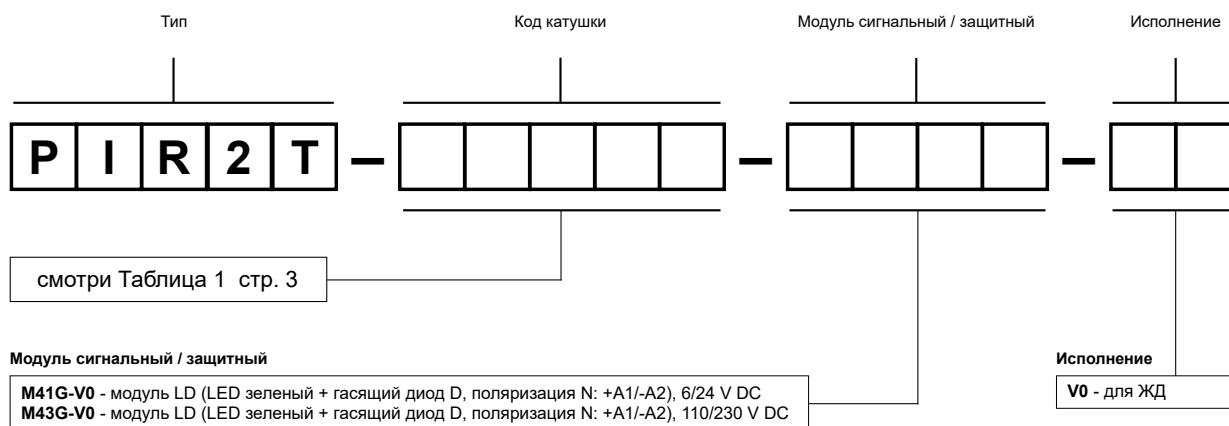 Тип Код катушки Модуль сигнальный / защитный Исполнение
P I R 2 T – – –
смотри Таблица 1 стр. 3
Модуль сигнальный / защитный
M41G-V0 - модуль LD (LED зеленый + гасящий диод D, поляризация N: +A1/-A2), 6/24 V DC
M43G-V0 - модуль LD (LED зеленый + гасящий диод D, поляризация N: +A1/-A2), 110/230 V DC
Исполнение
V0 - для ЖД